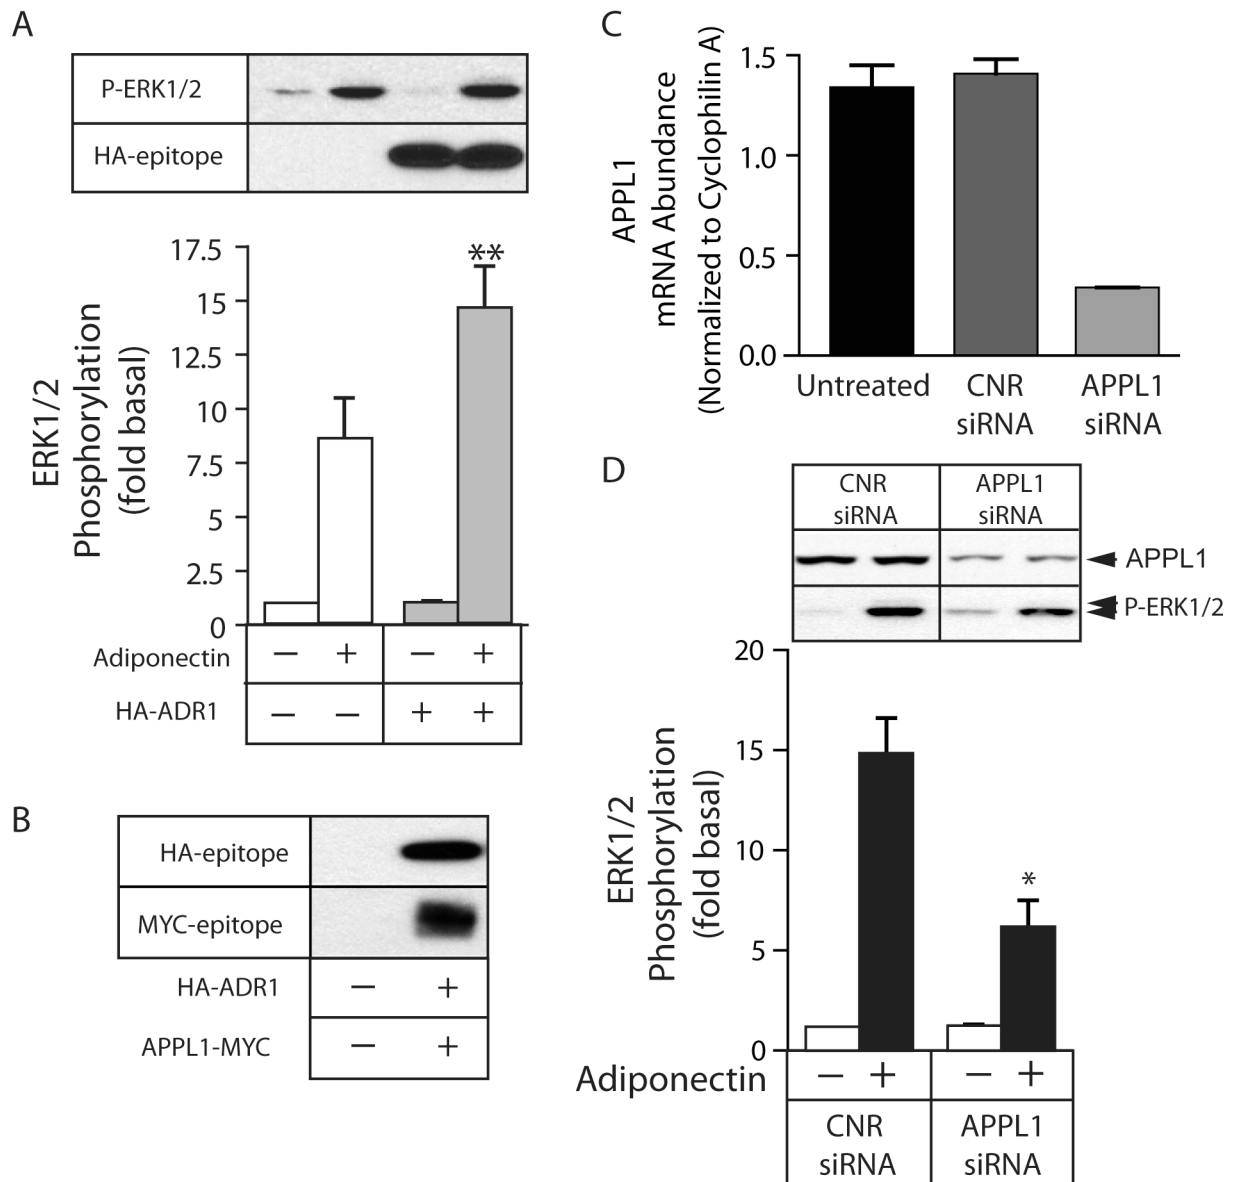 A
P-ERK1/2
HA-epitope
ERK1/2
Phosphorylation
(fold basal)
17.5
15
12.5
10
7.5
5
2.5
0
**
Adiponectin − + − +
HA-ADR1 − − + +
B
HA-epitope
MYC-epitope
HA-ADR1 − +
APPL1-MYC − +
C
APPL1
mRNA Abundance
(Normalized to Cyclophilin A)
1.5
1.0
0.5
0.0
Untreated
CNR
siRNA
APPL1
siRNA
D
CNR
siRNA
APPL1
siRNA
APPL1
P-ERK1/2
ERK1/2
Phosphorylation
(fold basal)
20
15
10
5
0
*
Adiponectin − + − +
CNR
siRNA
APPL1
siRNA